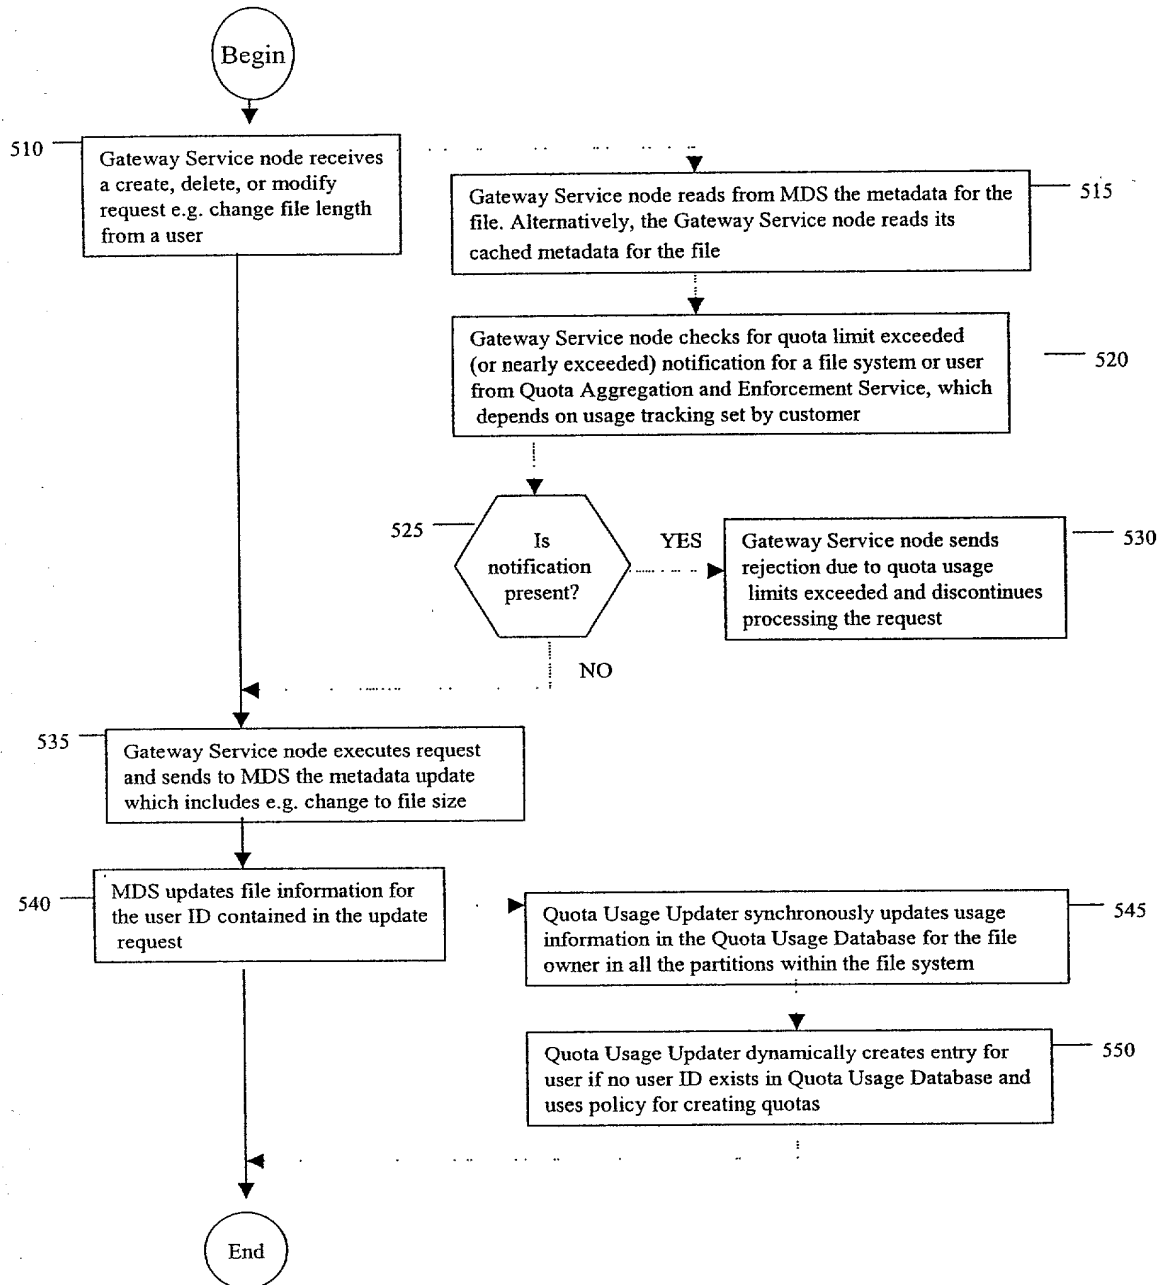 Begin
510
Gateway Service node receives
a create, delete, or modify
request e.g. change file length
from a user
Gateway Service node reads from MDS the metadata for the
file. Alternatively, the Gateway Service node reads its
cached metadata for the file
515
Gateway Service node checks for quota limit exceeded
(or nearly exceeded) notification for a file system or user
from Quota Aggregation and Enforcement Service, which
depends on usage tracking set by customer
520
525
Is
notification
present?
YES
Gateway Service node sends
rejection due to quota usage
limits exceeded and discontinues
processing the request
530
NO
535
Gateway Service node executes request
and sends to MDS the metadata update
which includes e.g. change to file size
540
MDS updates file information for
the user ID contained in the update
request
Quota Usage Updater synchronously updates usage
information in the Quota Usage Database for the file
owner in all the partitions within the file system
545
Quota Usage Updater dynamically creates entry for
user if no user ID exists in Quota Usage Database and
uses policy for creating quotas
550
End